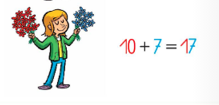 10 + 7 = 17